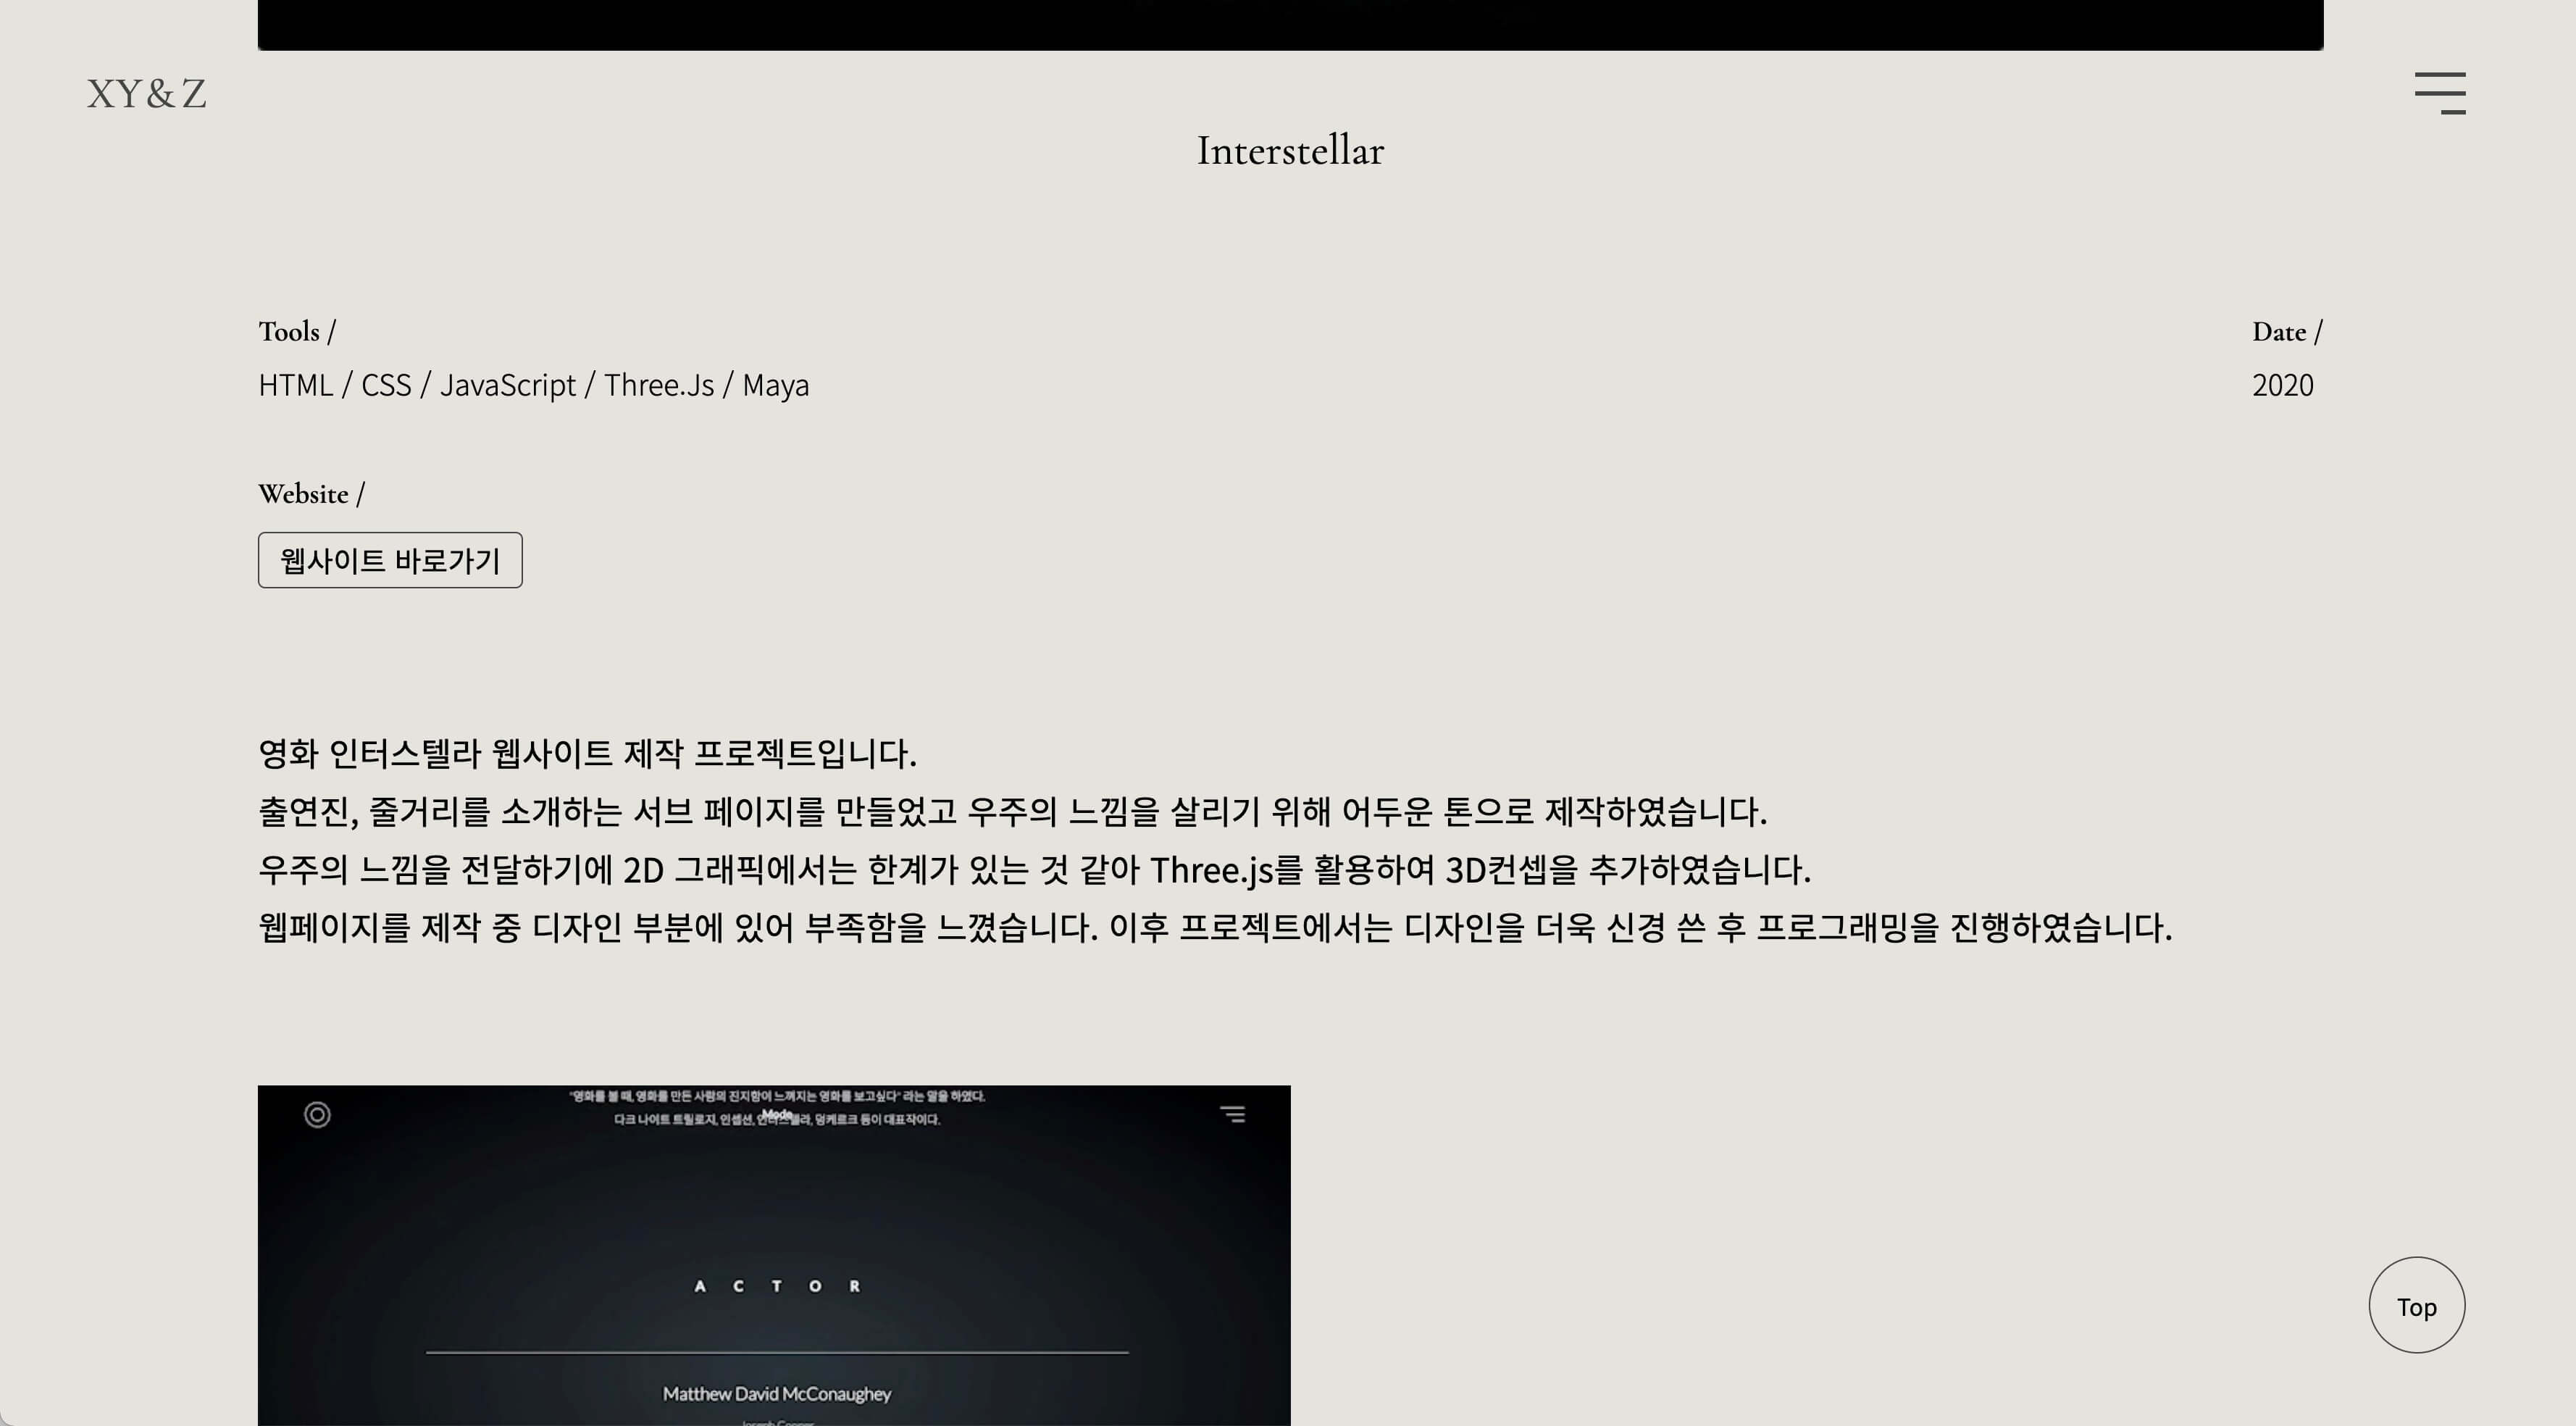 XY&Z
Interstellar
Tools /
Date /
HTML / CSS / JavaScript / Three.Js / Maya
2020
Website /
웹사이트 바로가기
영화 인터스텔라 웹사이트 제작 프로젝트입니다.
출연진, 줄거리를 소개하는 서브 페이지를 만들었고 우주의 느낌을 살리기 위해 어두운 톤으로 제작하였습니다.
우주의 느낌을 전달하기에 2D 그래픽에서는 한계가 있는 것 같아 Three.js를 활용하여 3D컨셉을 추가하였습니다.
웹페이지를 제작 중 디자인 부분에 있어 부족함을 느꼈습니다. 이후 프로젝트에서는 디자인을 더욱 신경 쓴 후 프로그래밍을 진행하였습니다.
"영화를 볼 때, 영화를 만든 사람의 진지함이 느껴지는 영화를 보고싶다" 라는 말을 하였다.
다크 나이트 트릴로지, 인셉션, 인터스텔라, 덩케르크 등이 대표작이다.
A C T O R
Matthew David McConaughey
Top